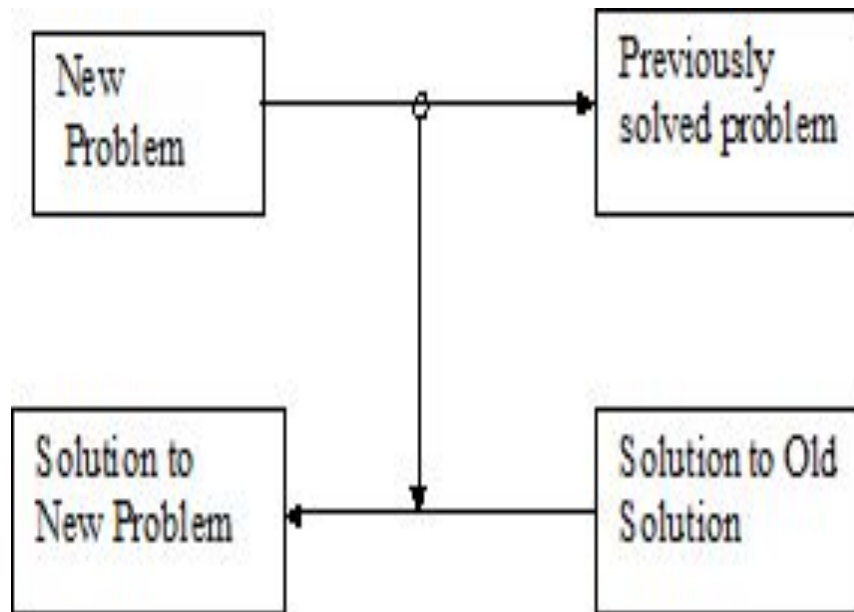 New
Problem
Previously
solved problem
Solution to
New Problem
Solution to Old
Solution